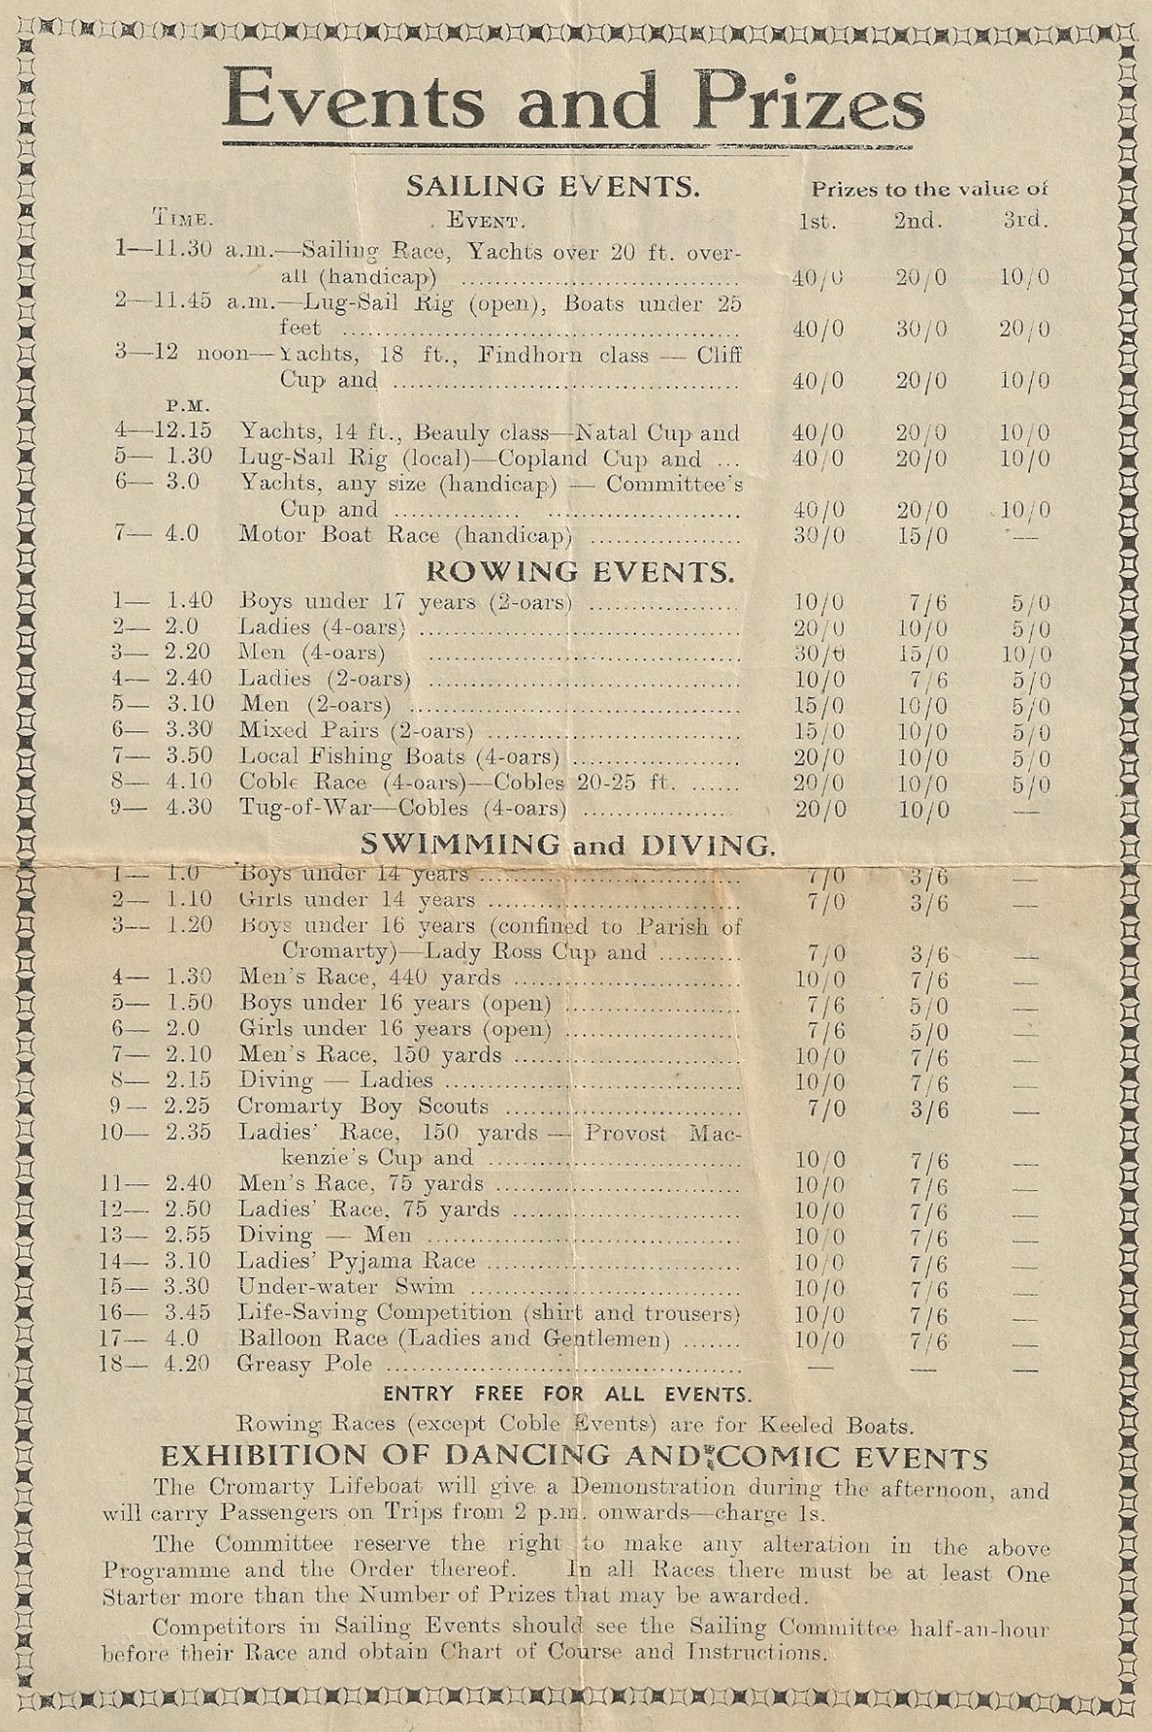 Events and Prizes
SAILING EVENTS. Prizes to the value of
TIME. EVENT. 1st. 2nd. 3rd.
1—11.30 a.m.—Sailing Race, Yachts over 20 ft. over-
all (handicap) .................................. 40/0 20/0 10/0
2—11.45 a.m.—Lug-Sail Rig (open), Boats under 25
feet ................................................ 40/0 30/0 20/0
3—12 noon—Yachts, 18 ft., Findhorn class — Cliff
Cup and .......................................... 40/0 20/0 10/0
P.M.
4—12.15 Yachts, 14 ft., Beauly class—Natal Cup and 40/0 20/0 10/0
5— 1.30 Lug-Sail Rig (local)—Copland Cup and ... 40/0 20/0 10/0
6— 3.0 Yachts, any size (handicap) — Committee's
Cup and ............... ....................... 40/0 20/0 10/0
7— 4.0 Motor Boat Race (handicap) .................. 30/0 15/0 —
ROWING EVENTS.
1— 1.40 Boys under 17 years (2-oars) ................. 10/0 7/6 5/0
2— 2.0 Ladies (4-oars) ..................................... 20/0 10/0 5/0
3— 2.20 Men (4-oars) .................................... 30/0 15/0 10/0
4— 2.40 Ladies (2-oars) .................................... 10/0 7/6 5/0
5— 3.10 Men (2-oars) ...................................... 15/0 10/0 5/0
6— 3.30 Mixed Pairs (2-oars) ............................. 15/0 10/0 5/0
7— 3.50 Local Fishing Boats (4-oars) ................... 20/0 10/0 5/0
8— 4.10 Coble Race (4-oars)—Cobles 20-25 ft. ...... 20/0 10/0 5/0
9— 4.30 Tug-of-War—Cobles (4-oars) ................. 20/0 10/0 —
SWIMMING and DIVING.
1— 1.0 Boys under 14 years .............................. 7/0 3/6 —
2— 1.10 Girls under 14 years ............................. 7/0 3/6 —
3— 1.20 Boys under 16 years (confined to Parish of
Cromarty)—Lady Ross Cup and .......... 7/0 3/6 —
4— 1.30 Men's Race, 440 yards .......................... 10/0 7/6 —
5— 1.50 Boys under 16 years (open) .................... 7/6 5/0 —
6— 2.0 Girls under 16 years (open) .................... 7/6 5/0 —
7— 2.10 Men's Race, 150 yards .......................... 10/0 7/6 —
8— 2.15 Diving — Ladies .................................. 10/0 7/6 —
9— 2.25 Cromarty Boy Scouts ........................... 7/0 3/6 —
10— 2.35 Ladies' Race, 150 yards — Provost Mac-
kenzie's Cup and ............................... 10/0 7/6 —
11— 2.40 Men's Race, 75 yards ............................ 10/0 7/6 —
12— 2.50 Ladies' Race, 75 yards .......................... 10/0 7/6 —
13— 2.55 Diving — Men ..................................... 10/0 7/6 —
14— 3.10 Ladies' Pyjama Race ............................. 10/0 7/6 —
15— 3.30 Under-water Swim ................................ 10/0 7/6 —
16— 3.45 Life-Saving Competition (shirt and trousers) 10/0 7/6 —
17— 4.0 Balloon Race (Ladies and Gentlemen) ....... 10/0 7/6 —
18— 4.20 Greasy Pole .......................................... — — —
ENTRY FREE FOR ALL EVENTS.
Rowing Races (except Coble Events) are for Keeled Boats.
EXHIBITION OF DANCING AND COMIC EVENTS
The Cromarty Lifeboat will give a Demonstration during the afternoon, and
will carry Passengers on Trips from 2 p.m. onwards—charge 1s.
The Committee reserve the right to make any alteration in the above
Programme and the Order thereof. In all Races there must be at least One
Starter more than the Number of Prizes that may be awarded.
Competitors in Sailing Events should see the Sailing Committee half-an-hour
before their Race and obtain Chart of Course and Instructions.